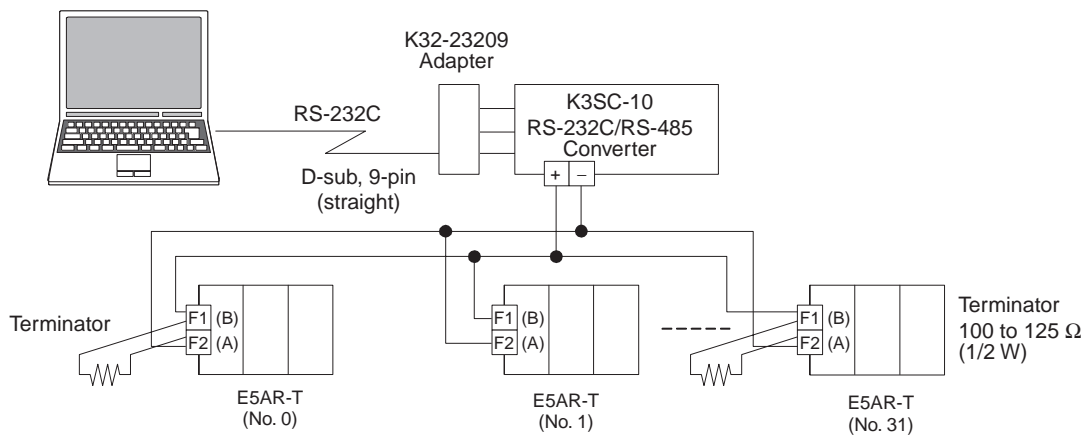 K32-23209
Adapter
RS-232C
K3SC-10
RS-232C/RS-485
Converter
+ −
D-sub, 9-pin
(straight)
Terminator
F1 (B)
F2 (A)
E5AR-T
(No. 0)
F1 (B)
F2 (A)
E5AR-T
(No. 1)
F1 (B)
F2 (A)
E5AR-T
(No. 31)
Terminator
100 to 125 Ω
(1/2 W)